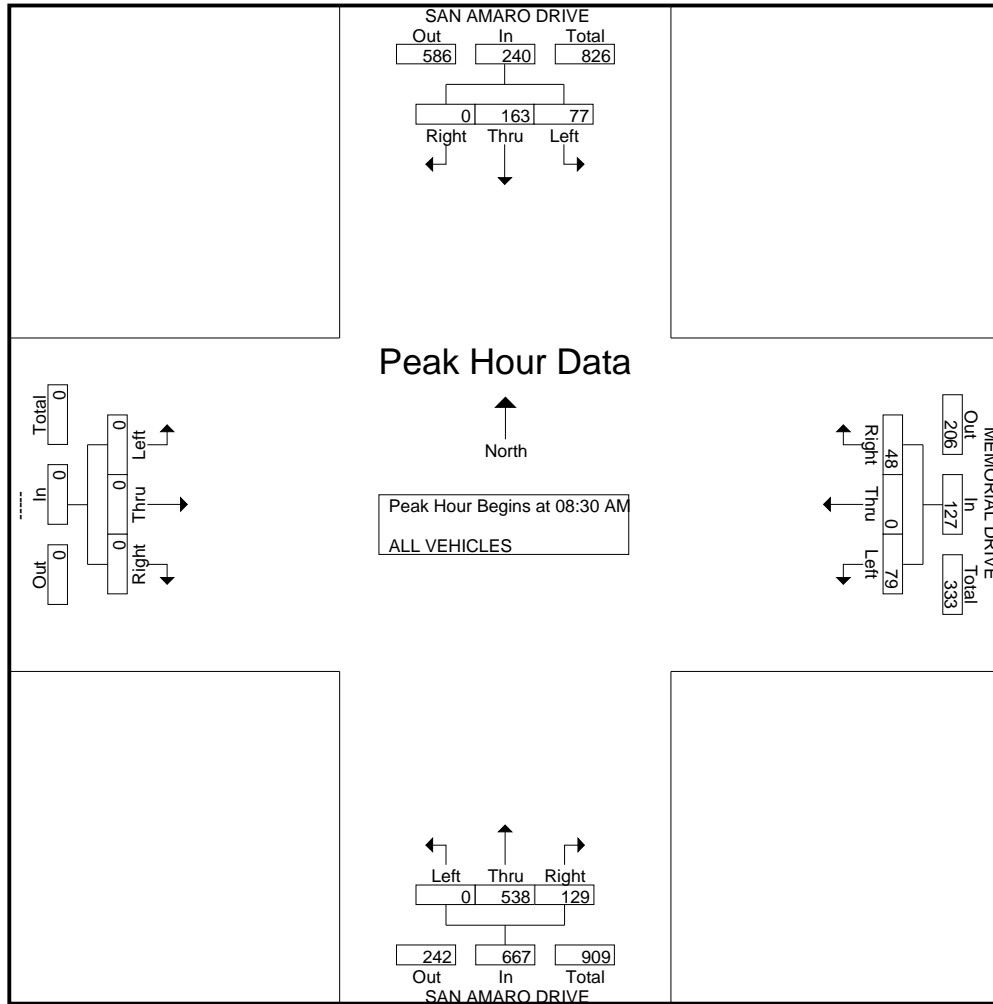 SAN AMARO DRIVE
Out In Total
586 240 826
0 163 77
Right Thru Left
Peak Hour Data
North
Peak Hour Begins at 08:30 AM
ALL VEHICLES
Total In Out
0 0 0
-----
0 0 0
Left Thru Right
MEMORIAL DRIVE
Out In Total
206 127 333
48 0 79
Right Thru Left
Left Thru Right
0 538 129
242 667 909
Out In Total
SAN AMARO DRIVE